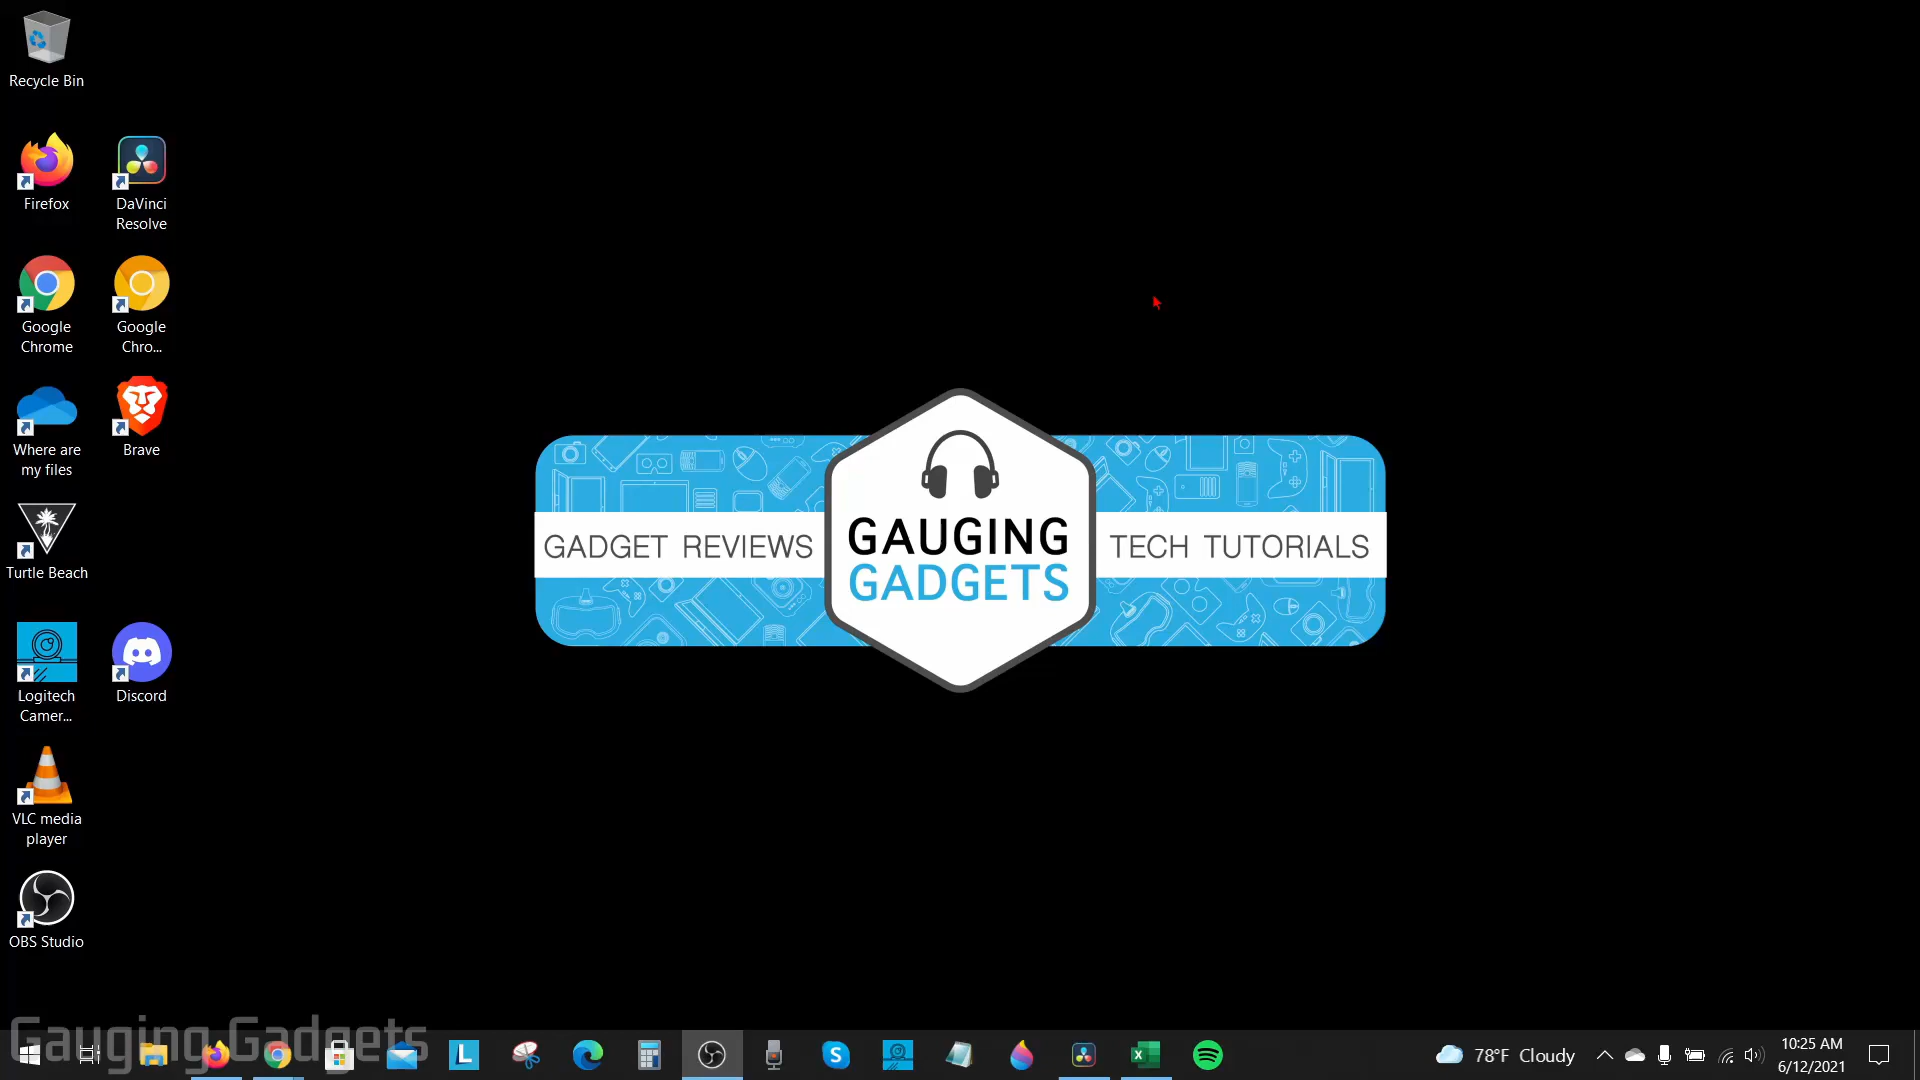 Recycle Bin
Firefox
DaVinci
Resolve
Google
Chrome
Google
Chro...
Where are
my files
Brave
Turtle Beach
Logitech
Camer...
Discord
VLC media
player
OBS Studio
GADGET REVIEWS
GAUGING
GADGETS
TECH TUTORIALS
Gauging Gadgets
L
S
X
78°F Cloudy
10:25 AM
6/12/2021